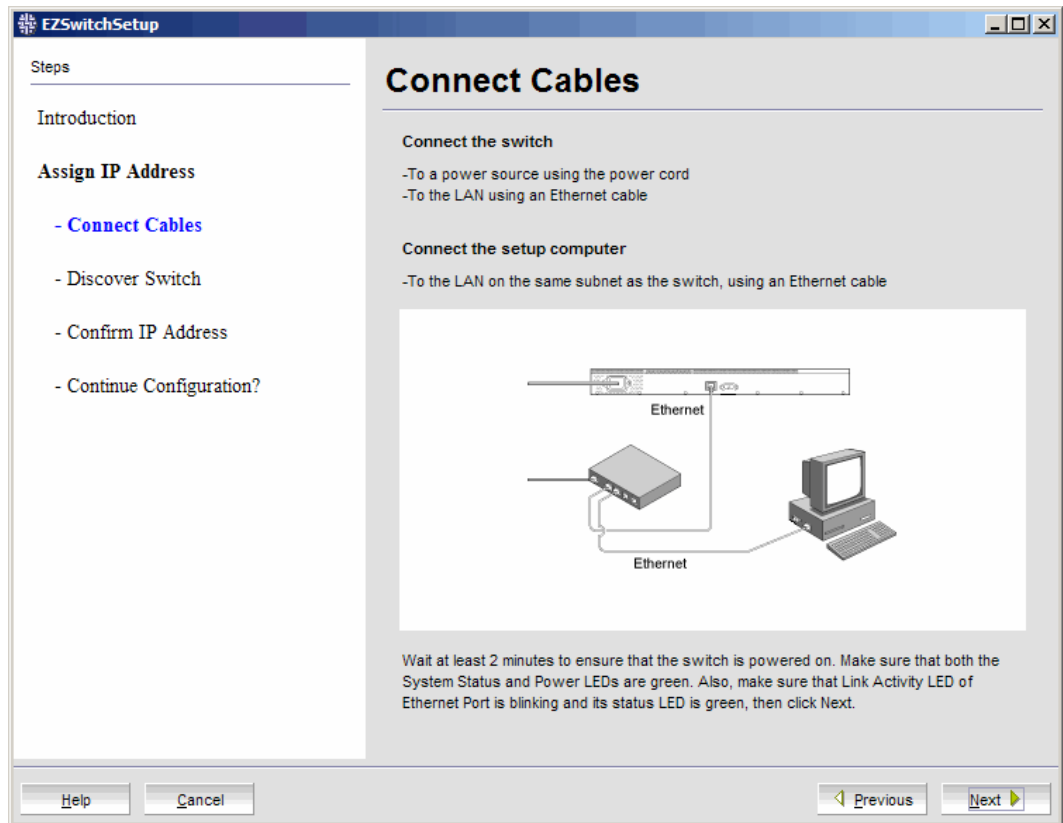 EZSwitchSetup
Steps
Introduction
Assign IP Address
- Connect Cables
- Discover Switch
- Confirm IP Address
- Continue Configuration?
Connect Cables
Connect the switch
-To a power source using the power cord
-To the LAN using an Ethernet cable
Connect the setup computer
-To the LAN on the same subnet as the switch, using an Ethernet cable
Ethernet
Ethernet
Wait at least 2 minutes to ensure that the switch is powered on. Make sure that both the
System Status and Power LEDs are green. Also, make sure that Link Activity LED of
Ethernet Port is blinking and its status LED is green, then click Next.
Help
Cancel
Previous
Next